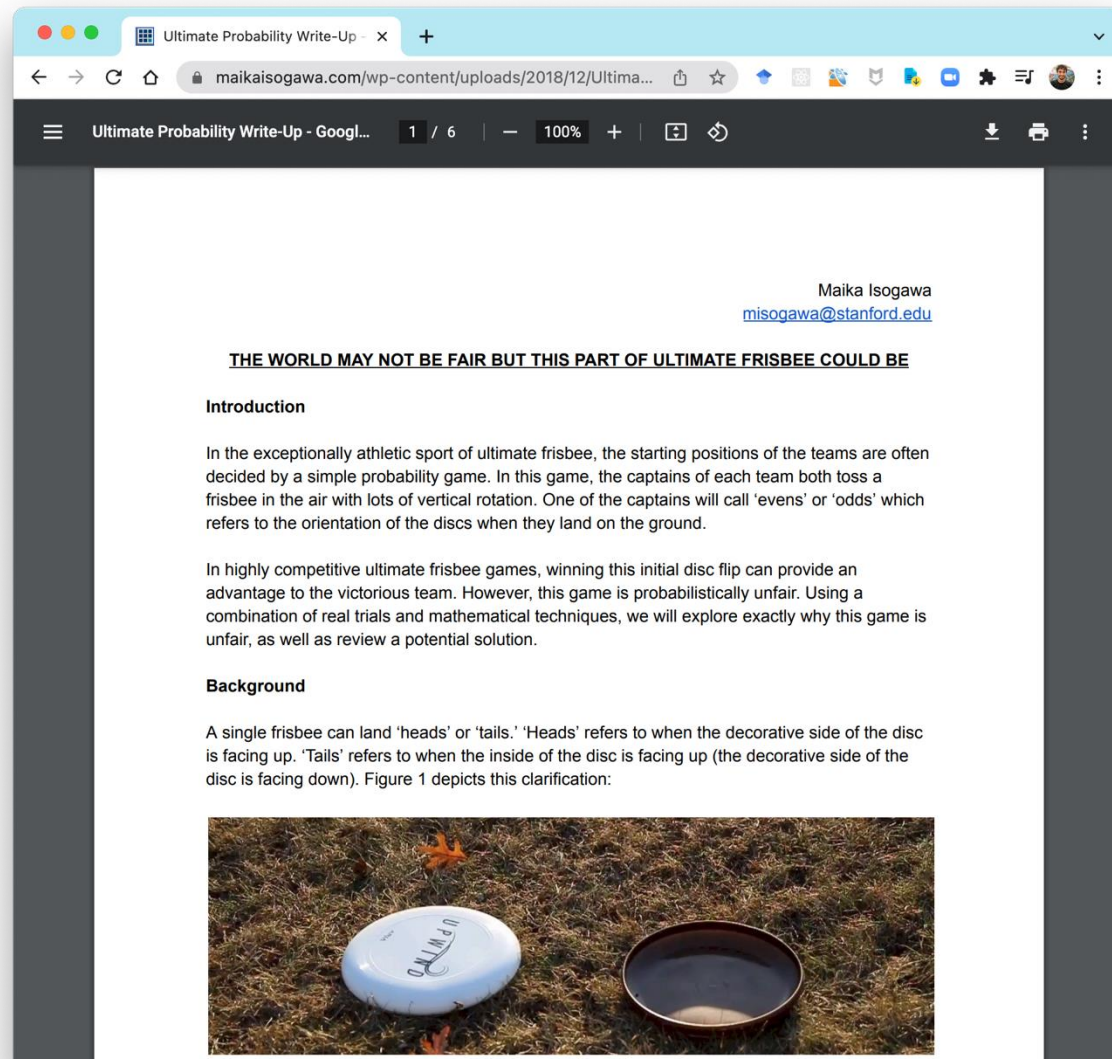 Ultimate Probability Write-Up -
maikaisogawa.com/wp-content/uploads/2018/12/Ultima...
Ultimate Probability Write-Up - Googl... 1 / 6 100%
Maika Isogawa
misogawa@stanford.edu
THE WORLD MAY NOT BE FAIR BUT THIS PART OF ULTIMATE FRISBEE COULD BE
Introduction
In the exceptionally athletic sport of ultimate frisbee, the starting positions of the teams are often
decided by a simple probability game. In this game, the captains of each team both toss a
frisbee in the air with lots of vertical rotation. One of the captains will call ‘evens’ or ‘odds’ which
refers to the orientation of the discs when they land on the ground.
In highly competitive ultimate frisbee games, winning this initial disc flip can provide an
advantage to the victorious team. However, this game is probabilistically unfair. Using a
combination of real trials and mathematical techniques, we will explore exactly why this game is
unfair, as well as review a potential solution.
Background
A single frisbee can land ‘heads’ or ‘tails.’ ‘Heads’ refers to when the decorative side of the disc
is facing up. ‘Tails’ refers to when the inside of the disc is facing up (the decorative side of the
disc is facing down). Figure 1 depicts this clarification:
UPWIND